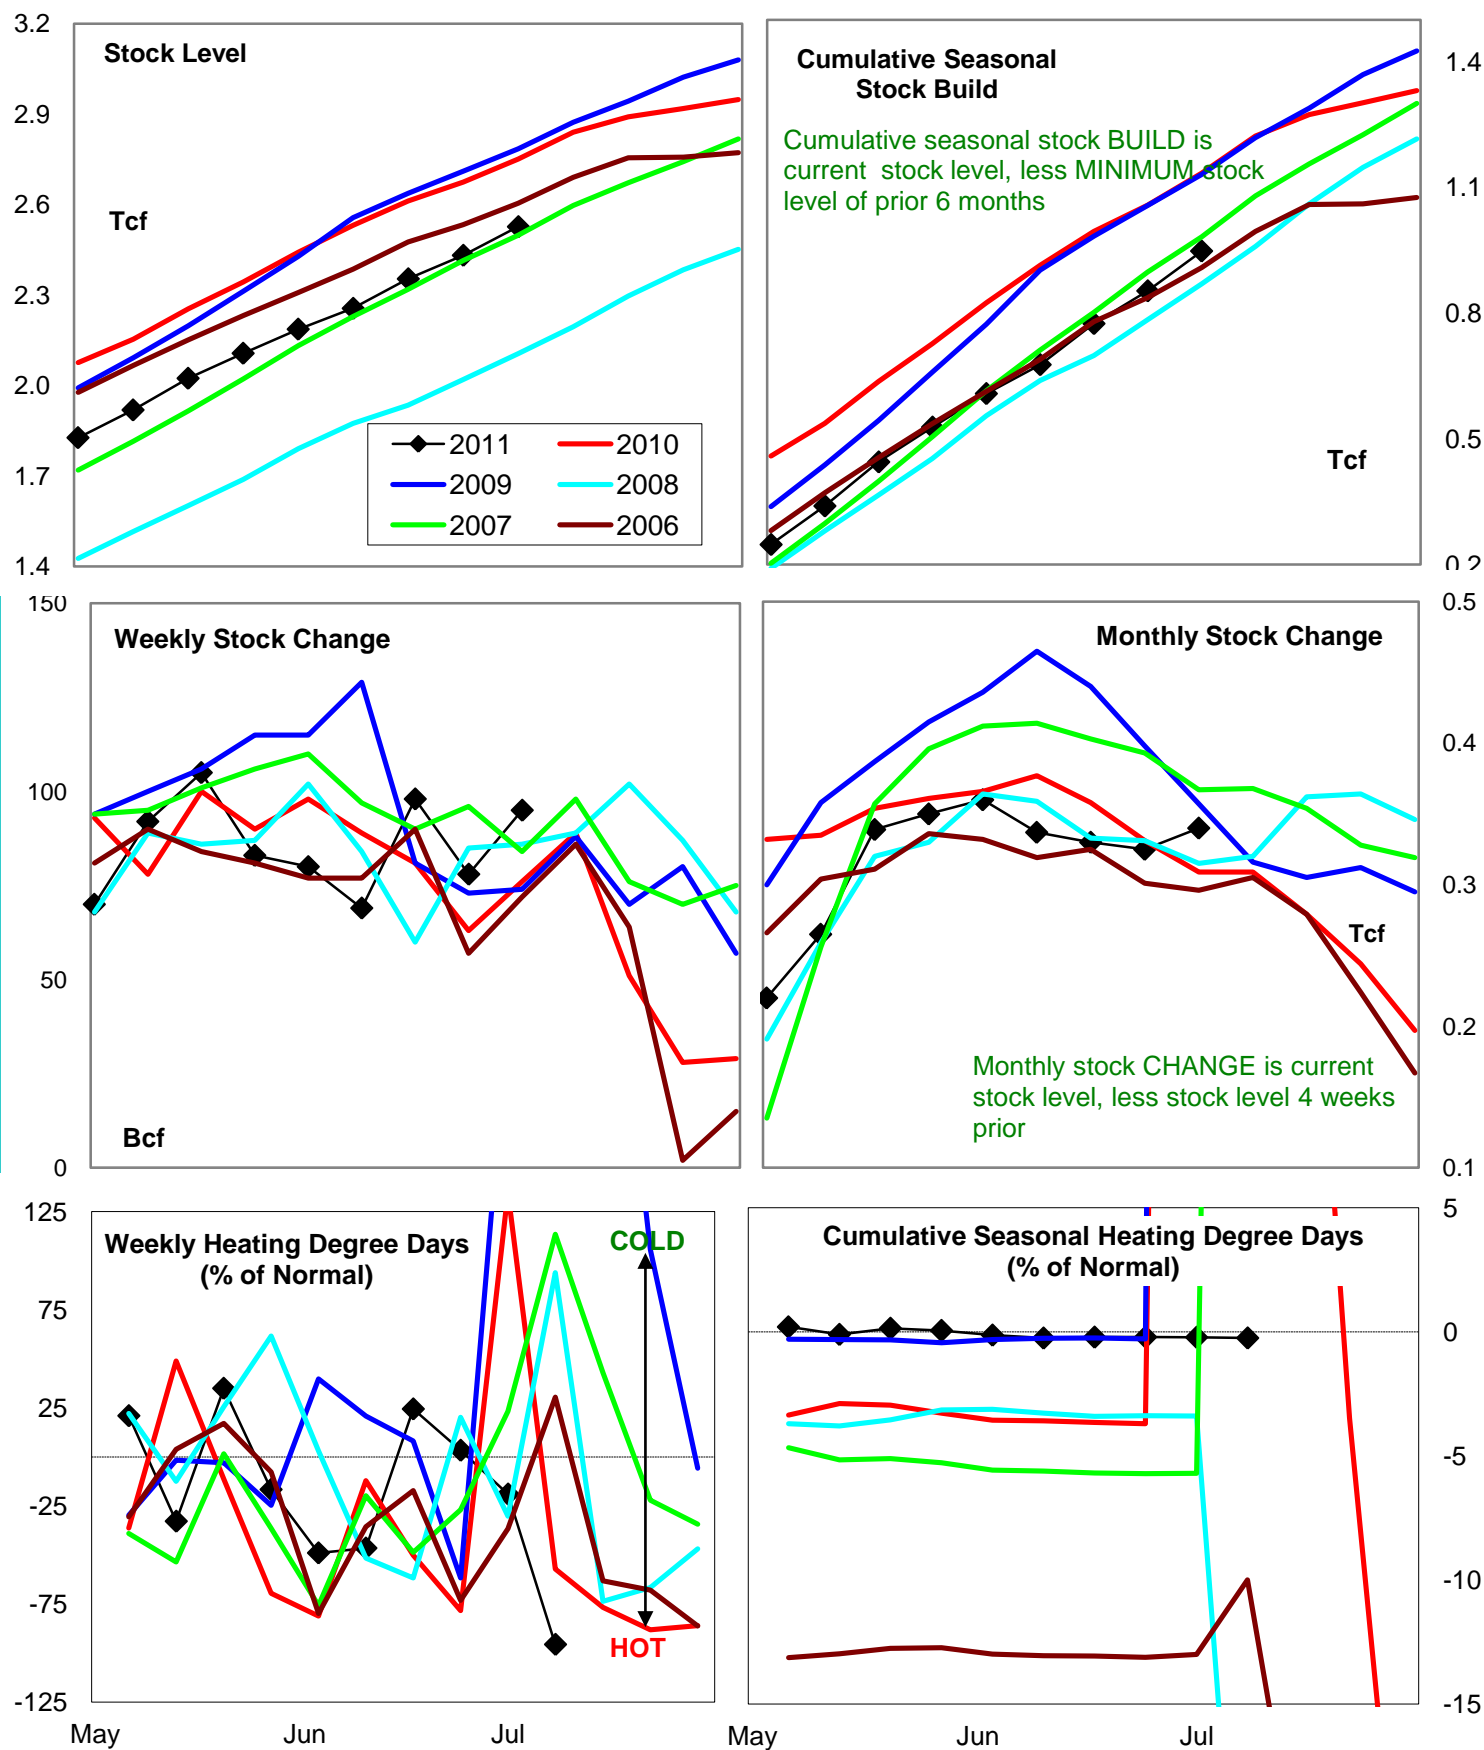 3.2
2.9
2.6
2.3
2.0
1.7
1.4
Stock Level
Tcf
2011
2010
2009
2008
2007
2006
Cumulative Seasonal
Stock Build
Cumulative seasonal stock BUILD is
current stock level, less MINIMUM stock
level of prior 6 months
Tcf
1.4
1.1
0.8
0.5
0.2
150
100
50
0
Weekly Stock Change
Bcf
Monthly Stock Change
Tcf
Monthly stock CHANGE is current
stock level, less stock level 4 weeks
prior
0.5
0.4
0.3
0.2
0.1
125
75
25
-25
-75
-125
Weekly Heating Degree Days
(% of Normal)
COLD
HOT
May
Jun
Jul
Cumulative Seasonal Heating Degree Days
(% of Normal)
5
0
-5
-10
-15
May
Jun
Jul